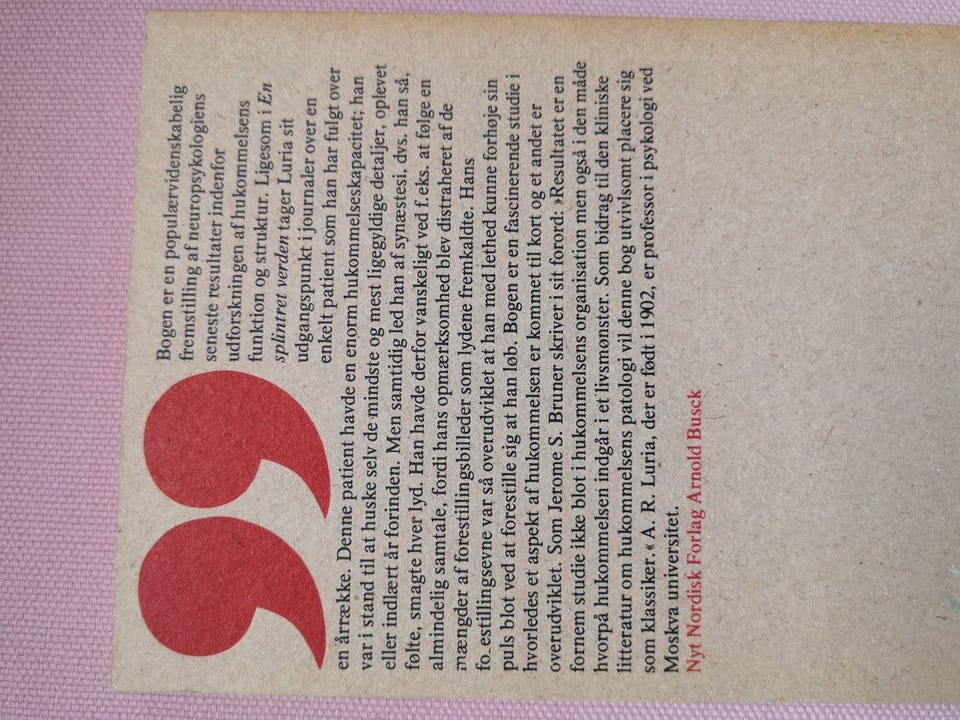 Bogen er en populærvidenskabelig
fremstilling af neuropsykologiens
seneste resultater indenfor
udforskningen af hukommelsens
funktion og struktur. Ligesom i En
splintret verden tager Luria sit
udgangspunkt i journaler over en
enkelt patient som han har fulgt over
en årrække. Denne patient havde en enorm hukommelseskapacitet; han
var i stand til at huske selv de mindste og mest ligegyldige detaljer, oplevet
eller indlært år forinden. Men samtidig led han af synæstesi, dvs. han så,
følte, smagte hver lyd. Han havde derfor vanskeligt ved f.eks. at følge en
almindelig samtale, fordi hans opmærksomhed blev distraheret af de
mængder af forestillingsbilleder som lydene fremkaldte. Hans
fo.estillingsevne var så overudviklet at han med lethed kunne forhøje sin
puls blot ved at forestille sig at han løb. Bogen er en fascinerende studie i
hvorledes et aspekt af hukommelsen er kommet til kort og et andet er
overudviklet. Som Jerome S. Bruner skriver i sit forord: »Resultatet er en
fornem studie ikke blot i hukommelsens organisation men også i den måde
hvorpå hukommelsen indgår i et livsmønster. Som bidrag til den kliniske
litteratur om hukommelsens patologi vil denne bog utvivlsomt placere sig
som klassiker.« A. R. Luria, der er født i 1902, er professor i psykologi ved
Moskva universitet.
Nyt Nordisk Forlag Arnold Busck